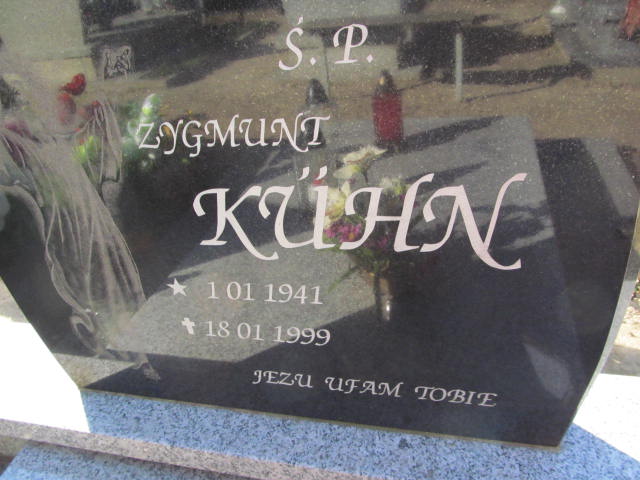 Ś. P.
ZYGMUNT
KÜHN
★ 1 01 1941
✝ 18 01 1999
JEZU UFAM TOBIE